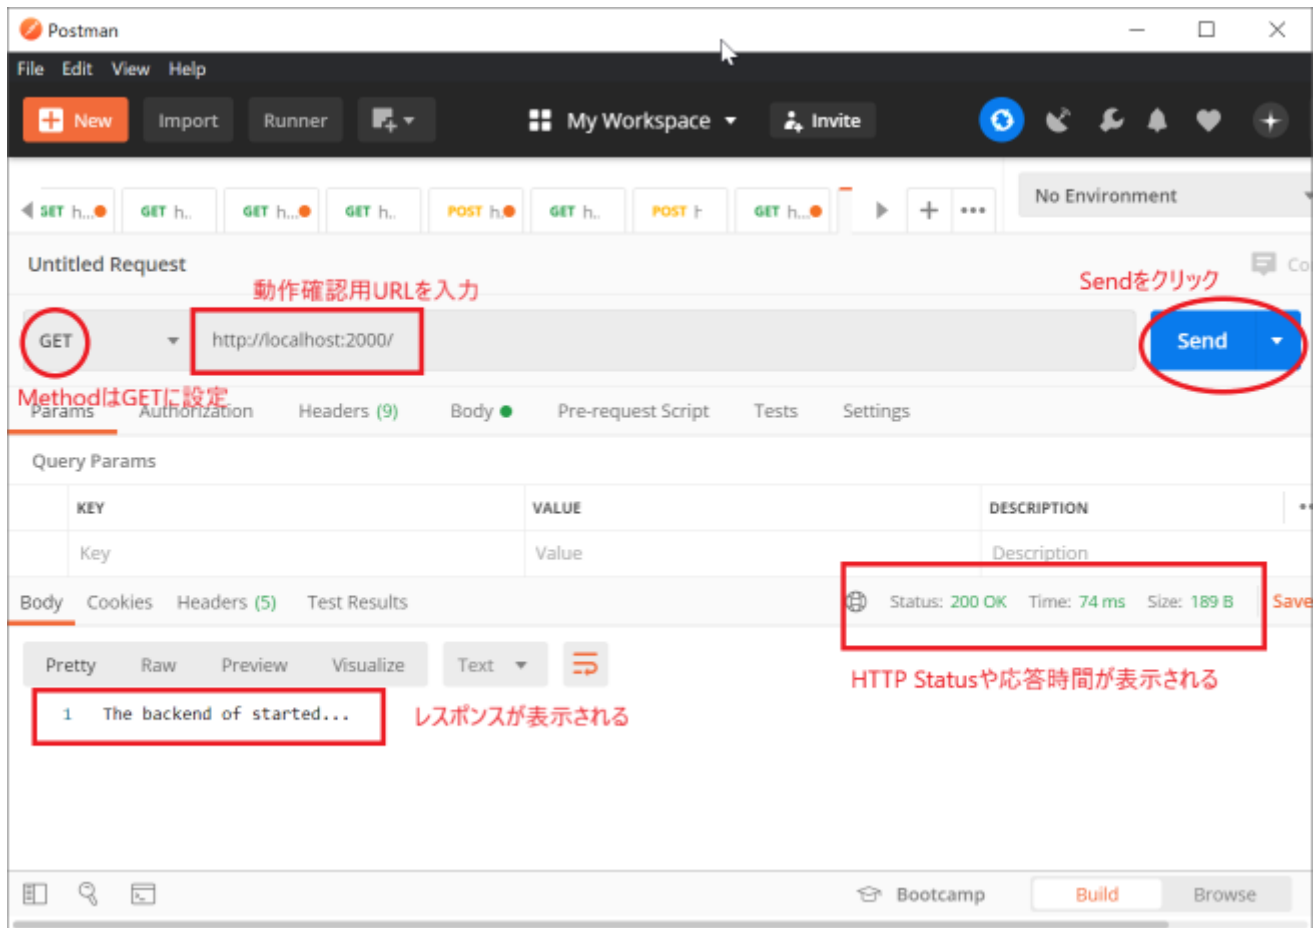 Postman
File Edit View Help
New Import Runner My Workspace Invite
GET h... GET h.. GET h... GET h.. POST h. GET h.. POST h GET h... No Environment
Untitled Request
動作確認用URLを入力
Sendをクリック
GET http://localhost:2000/ Send
MethodはGETに設定
Params Authorization Headers (9) Body Pre-request Script Tests Settings
Query Params
KEY VALUE DESCRIPTION
Key Value Description
Body Cookies Headers (5) Test Results Status: 200 OK Time: 74 ms Size: 189 B Save
Pretty Raw Preview Visualize Text
HTTP Statusや応答時間が表示される
1 The backend of started...
レスポンスが表示される
Bootcamp Build Browse